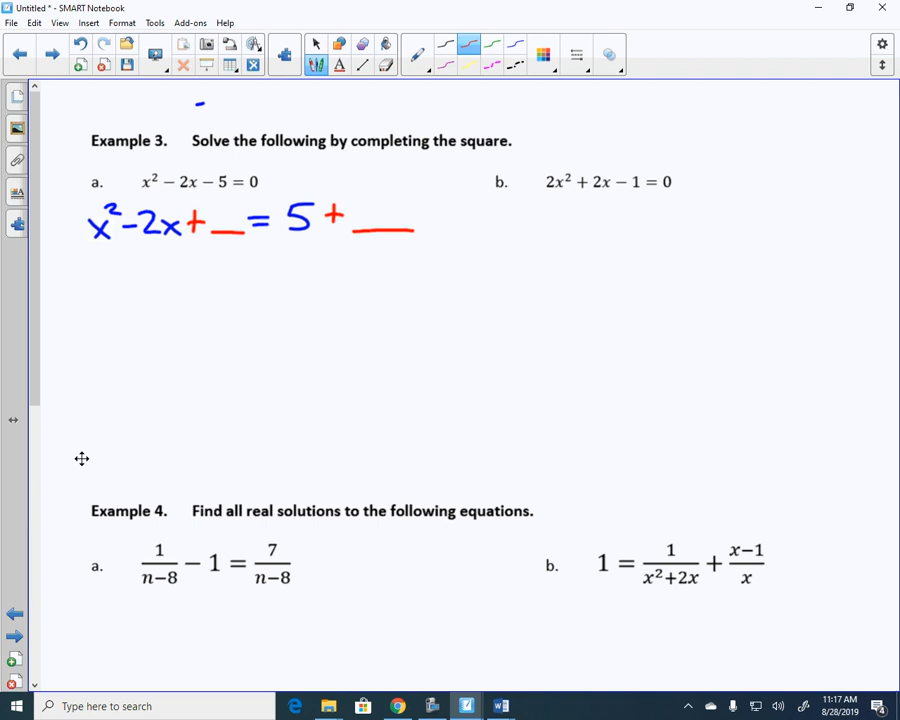 Untitled * - SMART Notebook
File Edit View Insert Format Tools Add-ons Help
Example 3. Solve the following by completing the square.
a. x² − 2x − 5 = 0 b. 2x² + 2x − 1 = 0
x² - 2x + __ = 5 + ___
Example 4. Find all real solutions to the following equations.
a. 1/(n−8) − 1 = 7/(n−8) b. 1 = 1/(x²+2x) + (x−1)/x
Type here to search
11:17 AM
8/28/2019
4